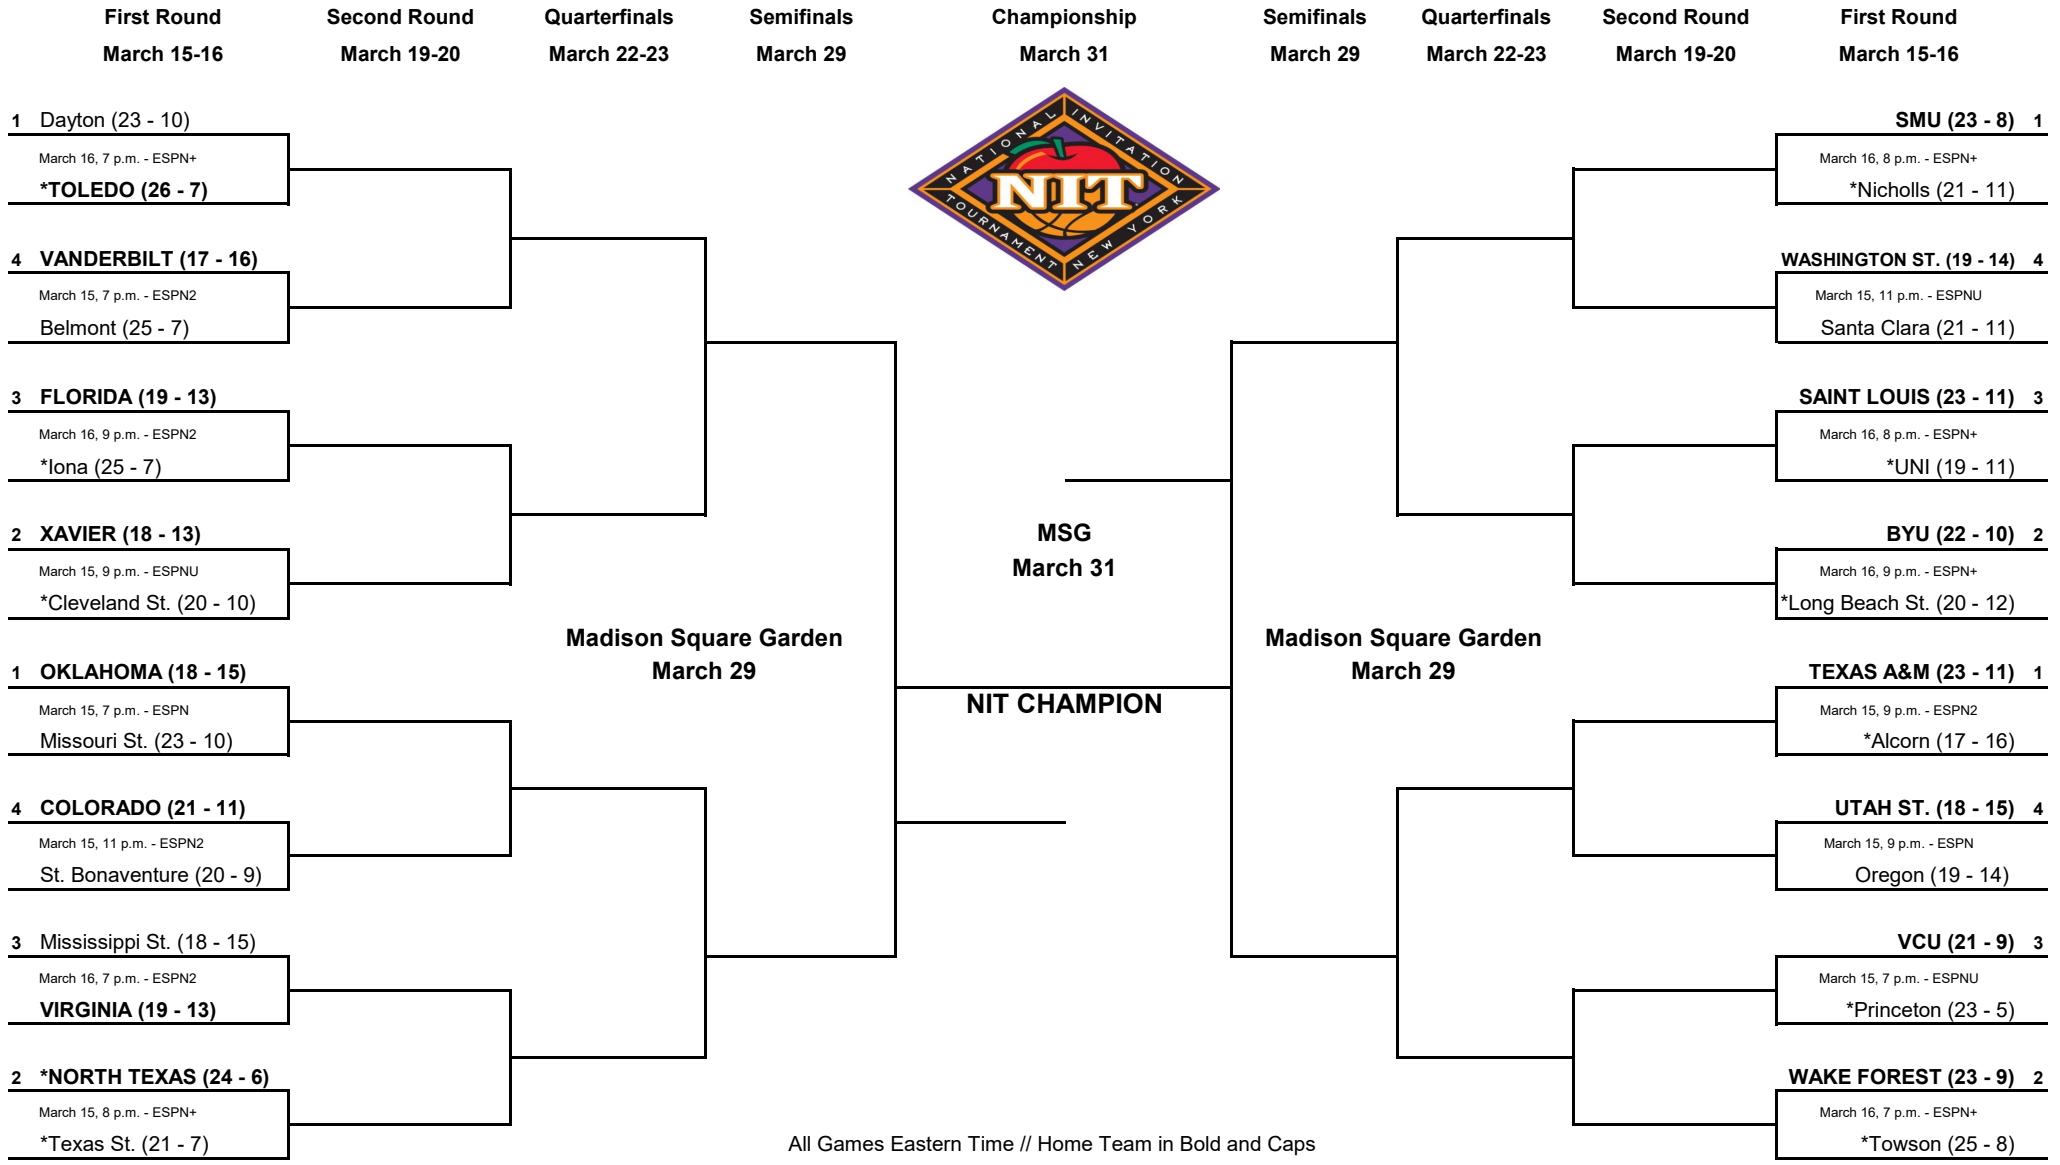 First Round Second Round Quarterfinals Semifinals Championship Semifinals Quarterfinals Second Round First Round
March 15-16 March 19-20 March 22-23 March 29 March 31 March 29 March 22-23 March 19-20 March 15-16
NATIONAL INVITATION
NIT
TOURNAMENT NEW YORK
1 Dayton (23 - 10)
March 16, 7 p.m. - ESPN+
*TOLEDO (26 - 7)
4 VANDERBILT (17 - 16)
March 15, 7 p.m. - ESPN2
Belmont (25 - 7)
3 FLORIDA (19 - 13)
March 16, 9 p.m. - ESPN2
*Iona (25 - 7)
2 XAVIER (18 - 13)
March 15, 9 p.m. - ESPNU
*Cleveland St. (20 - 10)
1 OKLAHOMA (18 - 15)
March 15, 7 p.m. - ESPN
Missouri St. (23 - 10)
4 COLORADO (21 - 11)
March 15, 11 p.m. - ESPN2
St. Bonaventure (20 - 9)
3 Mississippi St. (18 - 15)
March 16, 7 p.m. - ESPN2
VIRGINIA (19 - 13)
2 *NORTH TEXAS (24 - 6)
March 15, 8 p.m. - ESPN+
*Texas St. (21 - 7)
Madison Square Garden
March 29
MSG
March 31
NIT CHAMPION
Madison Square Garden
March 29
SMU (23 - 8) 1
March 16, 8 p.m. - ESPN+
*Nicholls (21 - 11)
WASHINGTON ST. (19 - 14) 4
March 15, 11 p.m. - ESPNU
Santa Clara (21 - 11)
SAINT LOUIS (23 - 11) 3
March 16, 8 p.m. - ESPN+
*UNI (19 - 11)
BYU (22 - 10) 2
March 16, 9 p.m. - ESPN+
*Long Beach St. (20 - 12)
TEXAS A&M (23 - 11) 1
March 15, 9 p.m. - ESPN2
*Alcorn (17 - 16)
UTAH ST. (18 - 15) 4
March 15, 9 p.m. - ESPN
Oregon (19 - 14)
VCU (21 - 9) 3
March 15, 7 p.m. - ESPNU
*Princeton (23 - 5)
WAKE FOREST (23 - 9) 2
March 16, 7 p.m. - ESPN+
*Towson (25 - 8)
All Games Eastern Time // Home Team in Bold and Caps